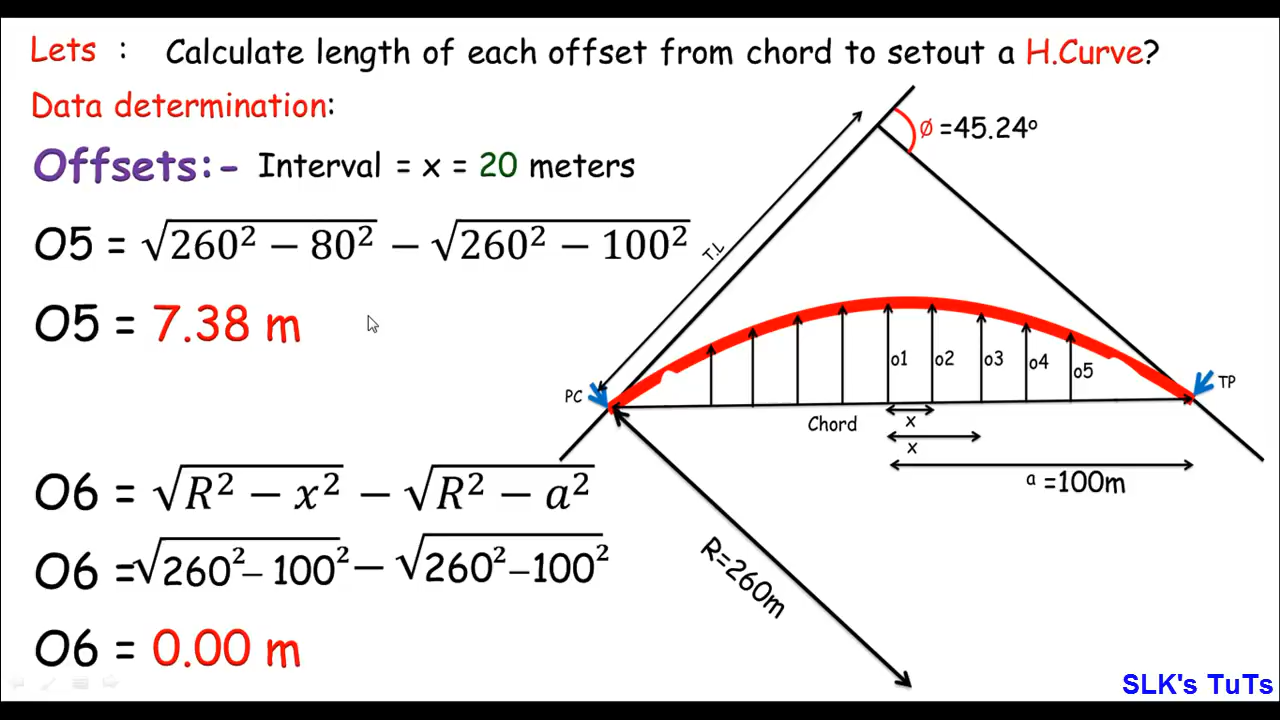 Lets : Calculate length of each offset from chord to setout a H.Curve?
Data determination:
Offsets:- Interval = x = 20 meters
O5 = √260² − 80² − √260² − 100²
O5 = 7.38 m
O6 = √R² − x² − √R² − a²
O6 =√260² – 100² – √260² –100²
O6 = 0.00 m
ø =45.24º
T.L
PC
TP
o1
o2
o3
o4
o5
Chord
x
x
a =100m
R=260m
SLK's TuTs